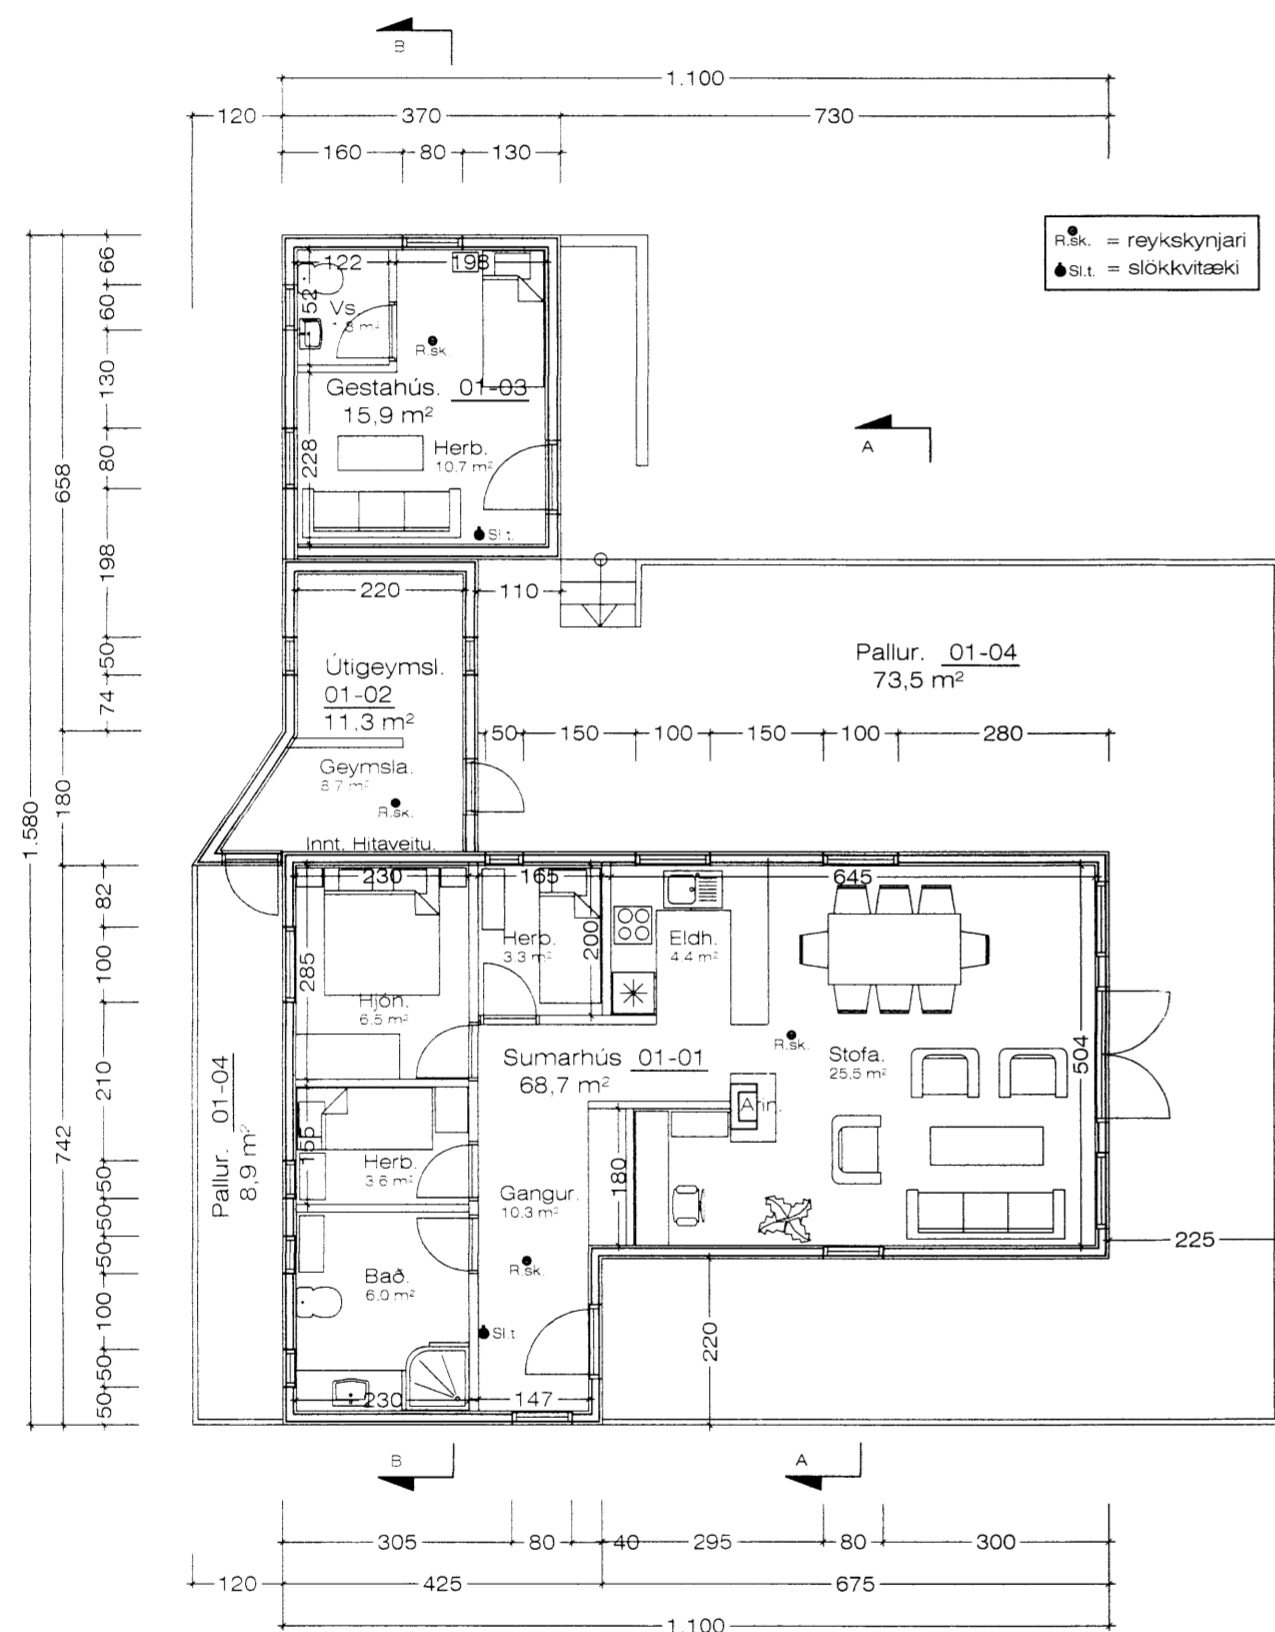 B
1.100
120 370 730
160 80 130
R.sk. = reykskynjari
Sl.t. = slökkvitæki
66
60
130
80
198
50
74
658
180
1.580
122 198
52
Vs.
1.8 m²
R.sk.
Gestahús. 01-03
15,9 m²
228
Herb.
10.7 m²
Sl.t.
A
220 110
Útigeymsl.
01-02
11.3 m²
Pallur. 01-04
73,5 m²
50 150 100 150 100 280
Geymsla.
8.7 m²
R.sk.
Innt. Hitaveitu.
230 165 645
82
100
210
50
50
50
100
50
50
742
285
Hjón.
6.5 m²
Herb.
3.3 m²
200
Eldh.
4.4 m²
Sumarhús 01-01
68,7 m²
R.sk.
Stofa.
25,5 m²
504
Arin.
Pallur. 01-04
8,9 m²
155
Herb.
3.6 m²
Gangur.
10.3 m²
180
225
Bað.
6.0 m²
R.sk.
Sl.t.
220
230 147
B
A
305 80 40 295 80 300
120 425 675
1.100